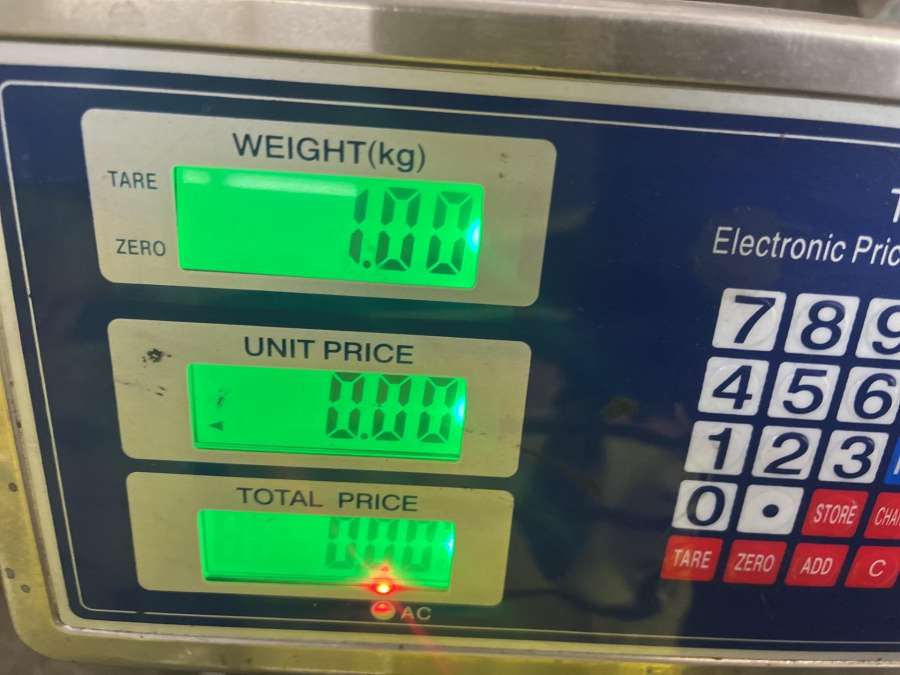 WEIGHT(kg)
TARE
1.00
ZERO
UNIT PRICE
0.00
TOTAL PRICE
0.00
AC
Electronic
7 8 9
4 5 6
1 2 3
0 . STORE
TARE ZERO ADD C